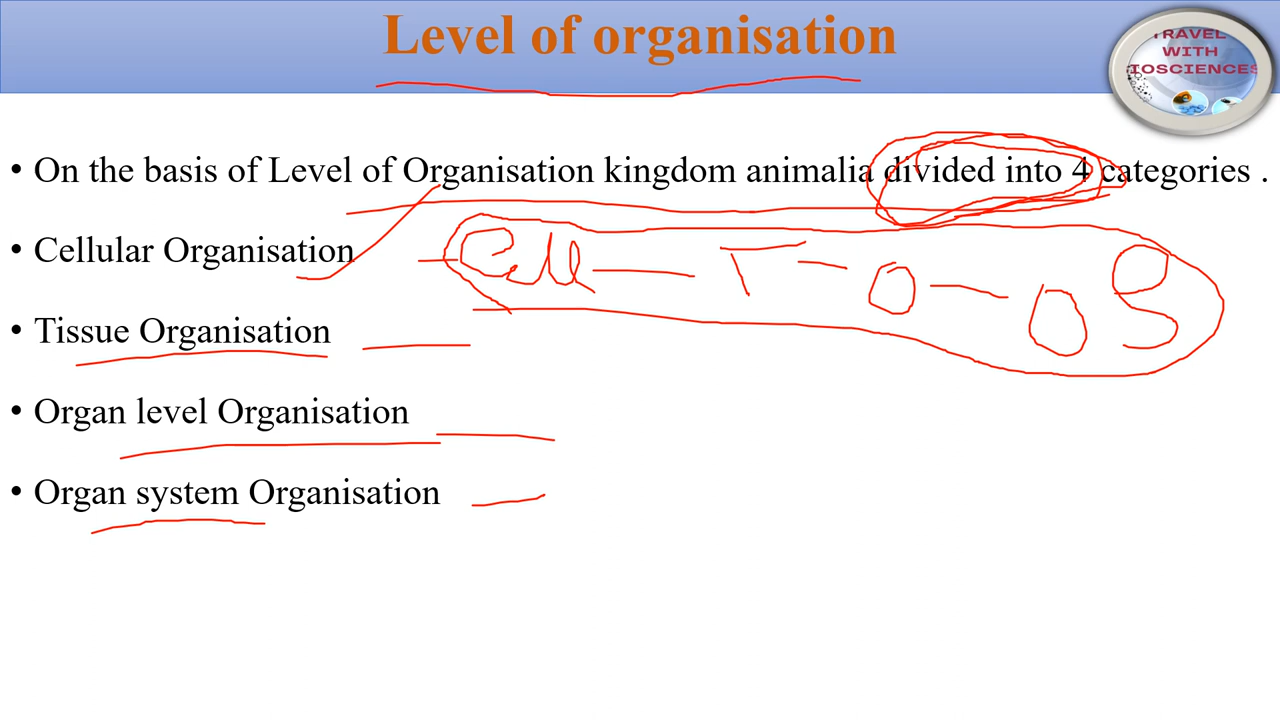 Level of organisation
TRAVEL
WITH
IOSCIENCES
• On the basis of Level of Organisation kingdom animalia divided into 4 categories .
• Cellular Organisation
Cell — T — O — OS
• Tissue Organisation
• Organ level Organisation
• Organ system Organisation